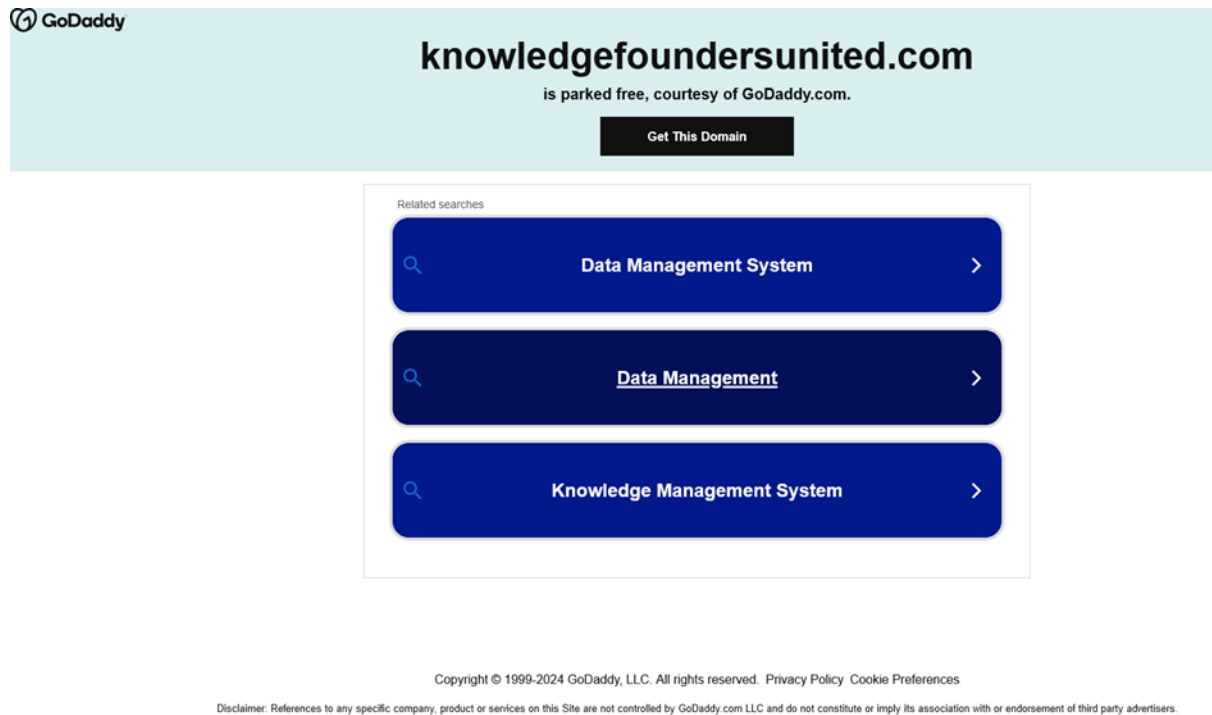 GoDaddy
knowledgefoundersunited.com
is parked free, courtesy of GoDaddy.com.
Get This Domain
Related searches
Data Management System
Data Management
Knowledge Management System
Copyright © 1999-2024 GoDaddy, LLC. All rights reserved. Privacy Policy Cookie Preferences
Disclaimer: References to any specific company, product or services on this Site are not controlled by GoDaddy.com LLC and do not constitute or imply its association with or endorsement of third party advertisers.